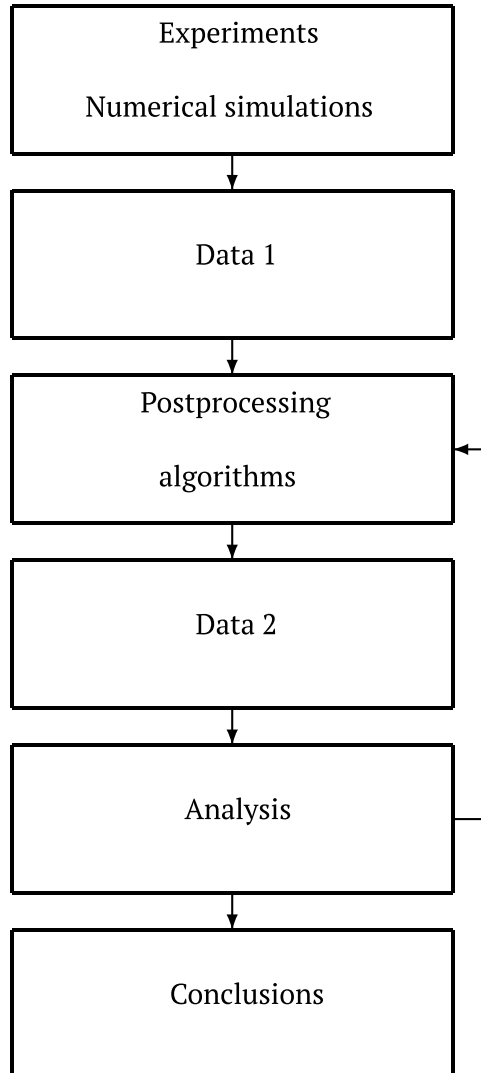 Experiments
Numerical simulations
Data 1
Postprocessing
algorithms
Data 2
Analysis
Conclusions